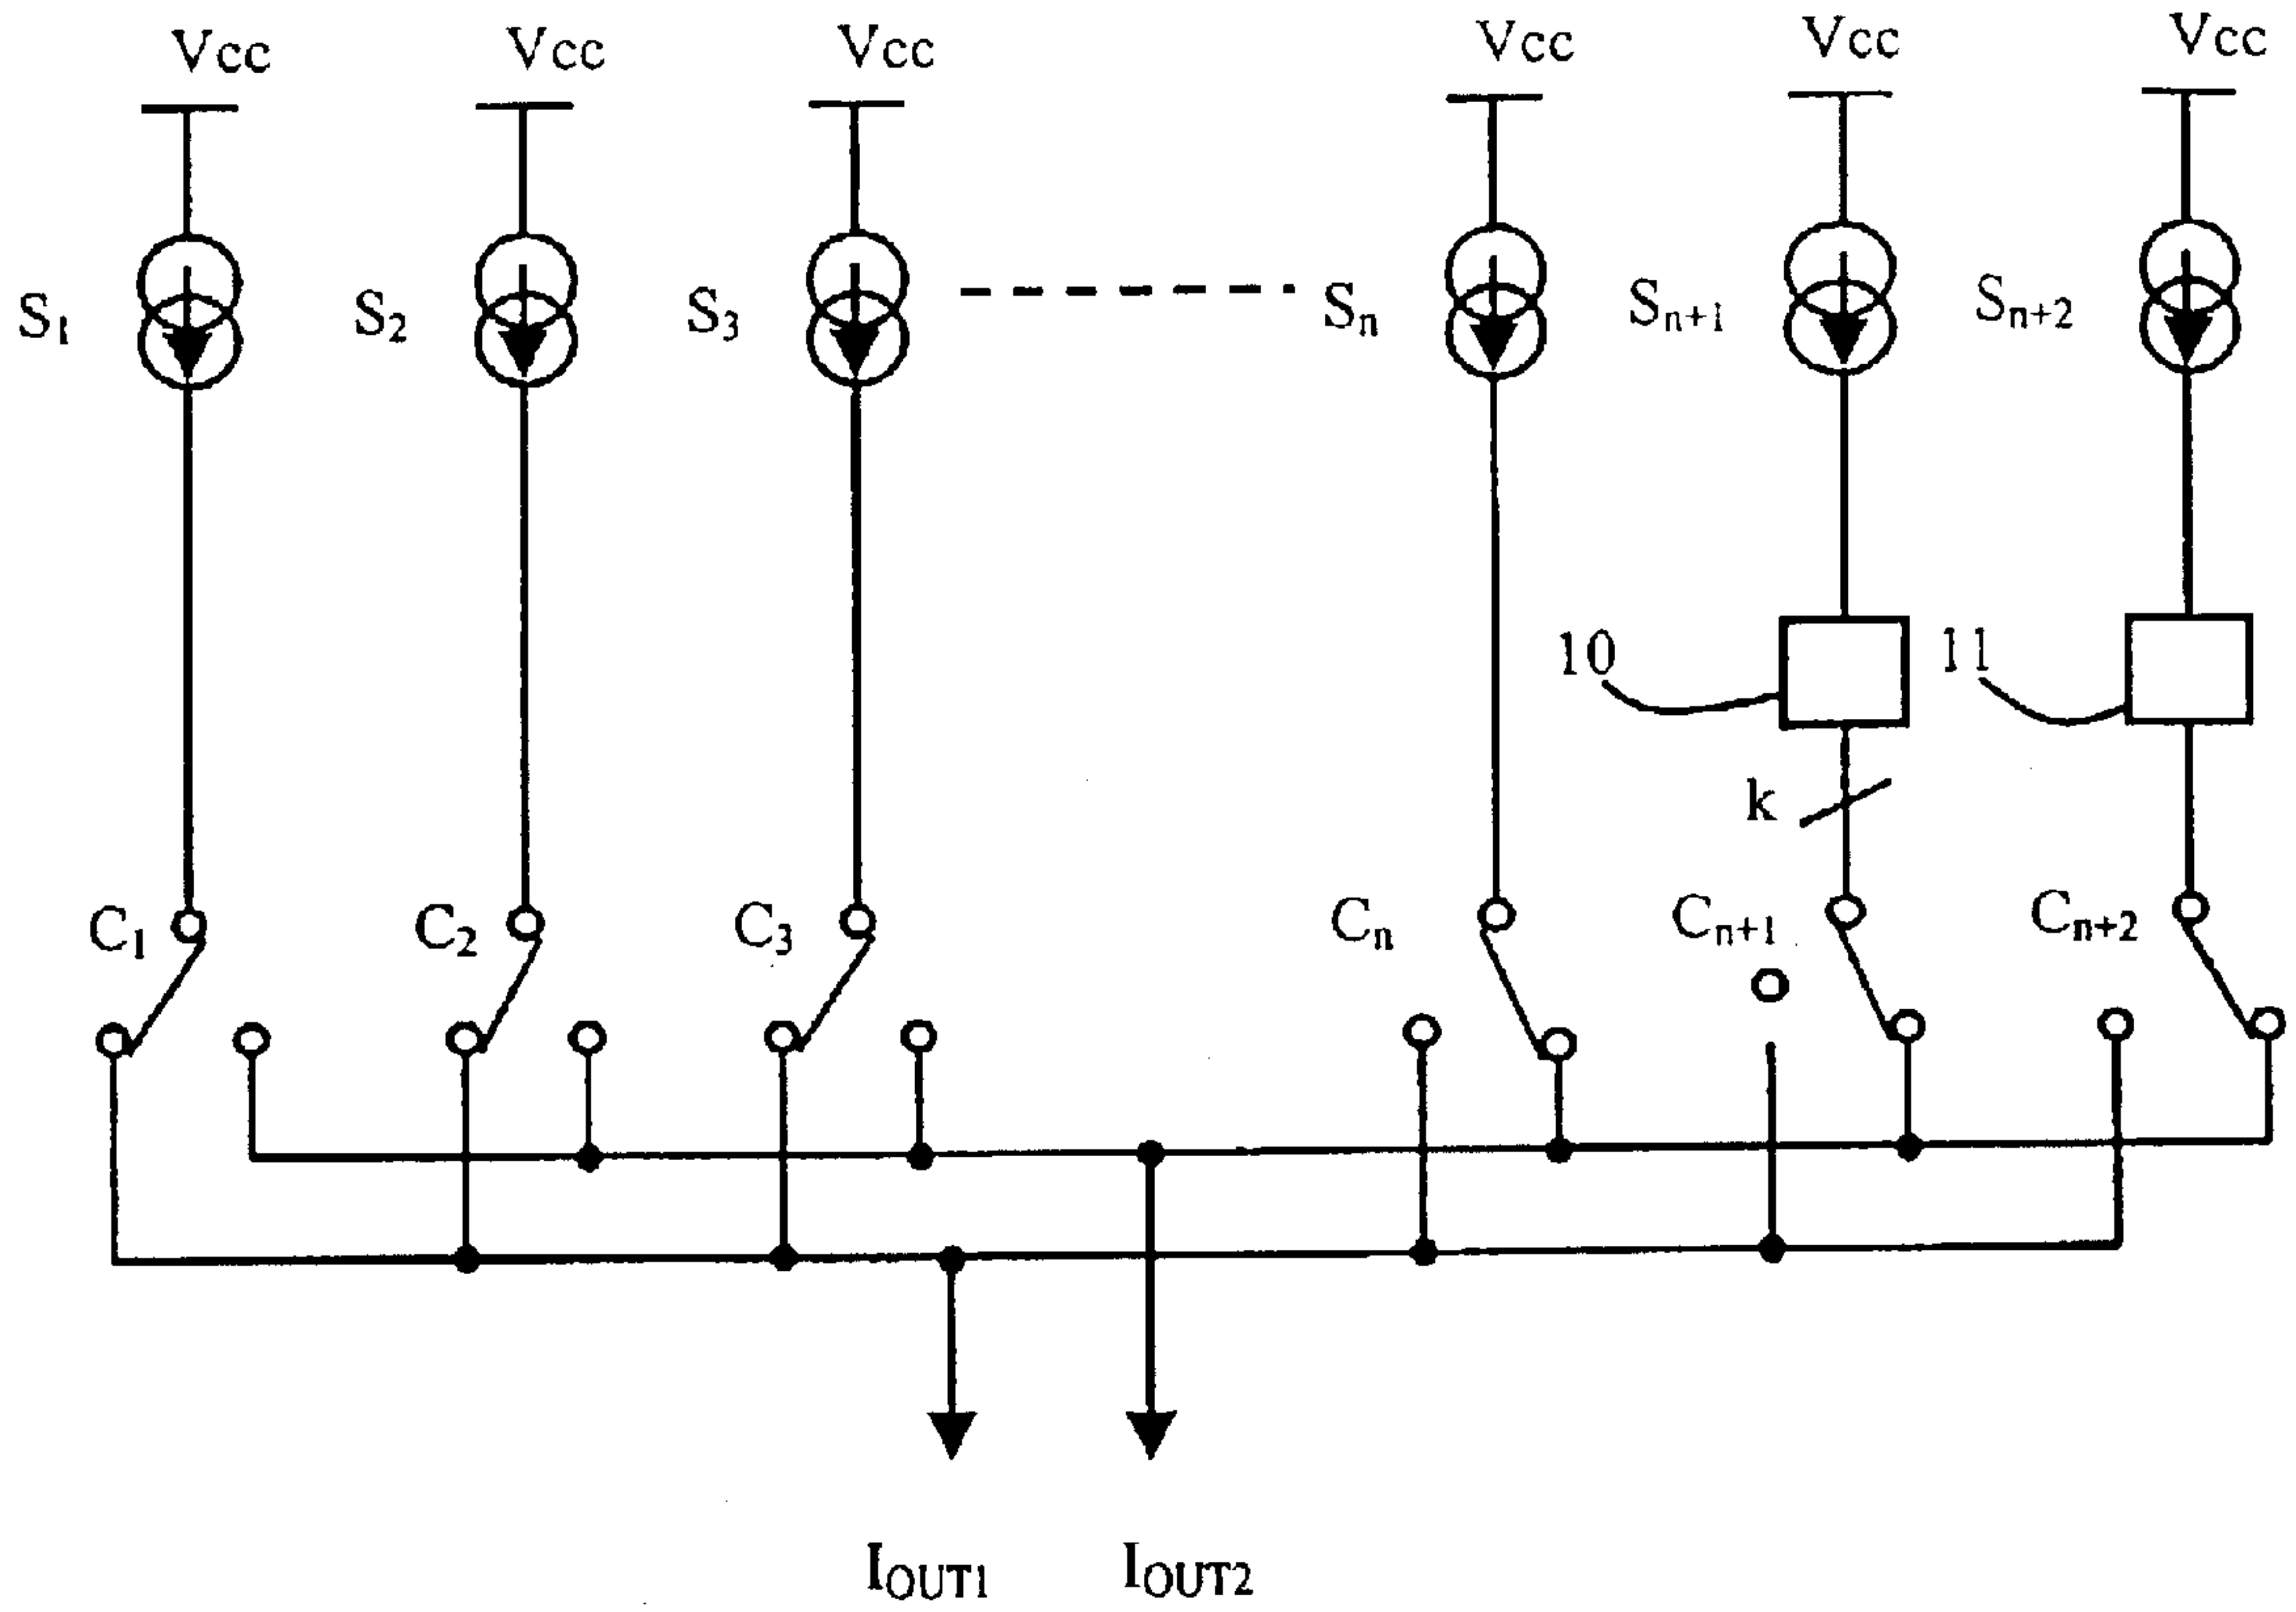 Vcc Vcc Vcc Vcc Vcc Vcc
S1 S2 S3 Sn Sn+1 Sn+2
10 11
k
C1 C2 C3 Cn Cn+1 Cn+2
IOUT1 IOUT2